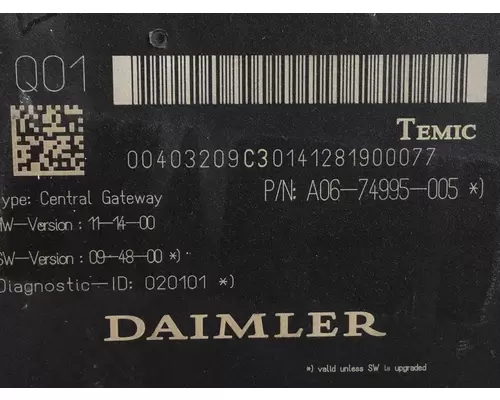 Q01
TEMIC
00403209C30141281900077
P/N: A06-74995-005 *)
ype: Central Gateway
HW-Version : 11-14-00
SW-Version : 09-48-00 *)
Diagnostic-ID: 020101 *)
DAIMLER
*) valid unless SW is upgraded